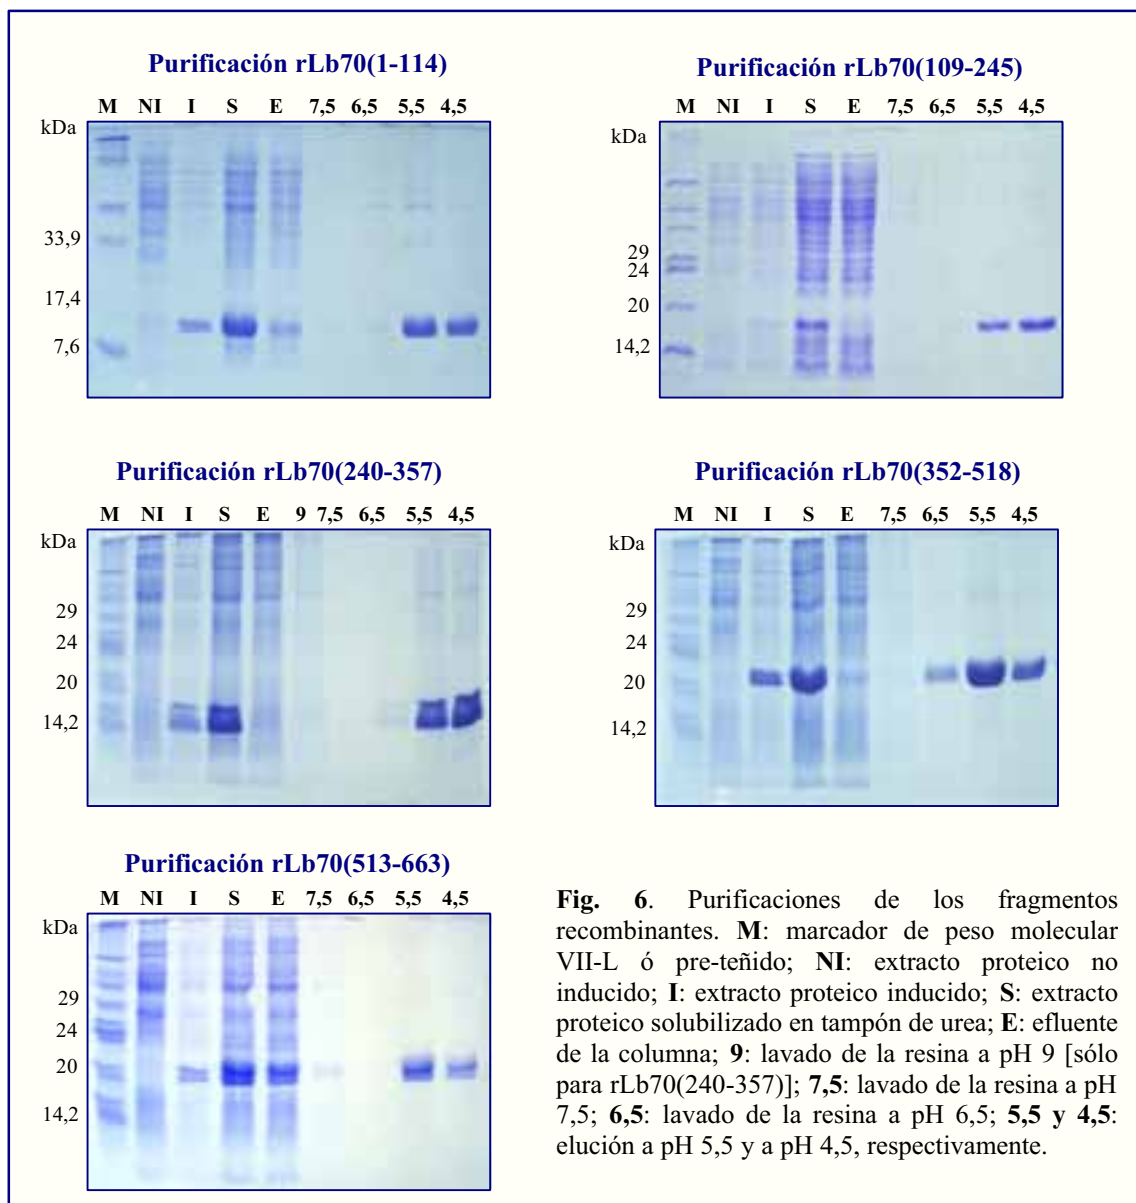 Purificación rLb70(1-114)
M NI I S E 7,5 6,5 5,5 4,5
kDa
33,9
17,4
7,6
Purificación rLb70(109-245)
M NI I S E 7,5 6,5 5,5 4,5
kDa
29
24
20
14,2
Purificación rLb70(240-357)
M NI I S E 9 7,5 6,5 5,5 4,5
kDa
29
24
20
14,2
Purificación rLb70(352-518)
M NI I S E 7,5 6,5 5,5 4,5
kDa
29
24
20
14,2
Purificación rLb70(513-663)
M NI I S E 7,5 6,5 5,5 4,5
kDa
29
24
20
14,2
Fig. 6. Purificaciones de los fragmentos
recombinantes. M: marcador de peso molecular
VII-L ó pre-teñido; NI: extracto proteico no
inducido; I: extracto proteico inducido; S: extracto
proteico solubilizado en tampón de urea; E: efluente
de la columna; 9: lavado de la resina a pH 9 [sólo
para rLb70(240-357)]; 7,5: lavado de la resina a pH
7,5; 6,5: lavado de la resina a pH 6,5; 5,5 y 4,5:
elución a pH 5,5 y a pH 4,5, respectivamente.